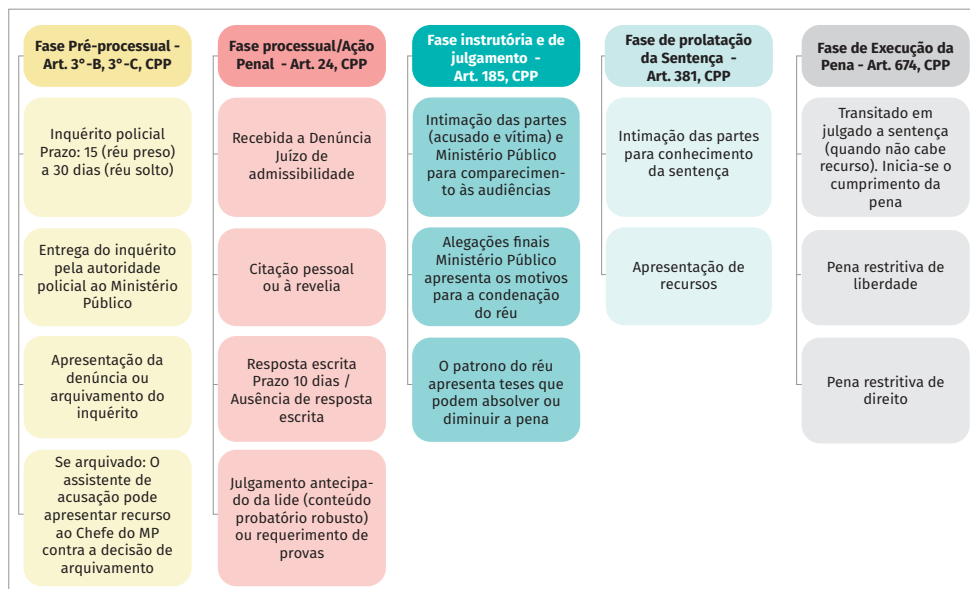 Fase Pré-processual -
Art. 3°-B, 3°-C, CPP
Inquérito policial
Prazo: 15 (réu preso)
a 30 dias (réu solto)
Entrega do inquérito
pela autoridade
policial ao Ministério
Público
Apresentação da
denúncia ou
arquivamento do
inquérito
Se arquivado: O
assistente de
acusação pode
apresentar recurso
ao Chefe do MP
contra a decisão de
arquivamento
Fase processual/Ação
Penal - Art. 24, CPP
Recebida a Denúncia
Juízo de
admissibilidade
Citação pessoal
ou à revelia
Resposta escrita
Prazo 10 dias /
Ausência de resposta
escrita
Julgamento antecipa-
do da lide (conteúdo
probatório robusto)
ou requerimento de
provas
Fase instrutória e de
julgamento -
Art. 185, CPP
Intimação das partes
(acusado e vítima) e
Ministério Público
para comparecimen-
to às audiências
Alegações finais
Ministério Público
apresenta os motivos
para a condenação
do réu
O patrono do réu
apresenta teses que
podem absolver ou
diminuir a pena
Fase de prolatação
da Sentença -
Art. 381, CPP
Intimação das partes
para conhecimento
da sentença
Apresentação de
recursos
Fase de Execução da
Pena - Art. 674, CPP
Transitado em
julgado a sentença
(quando não cabe
recurso). Inicia-se o
cumprimento da
pena
Pena restritiva de
liberdade
Pena restritiva de
direito